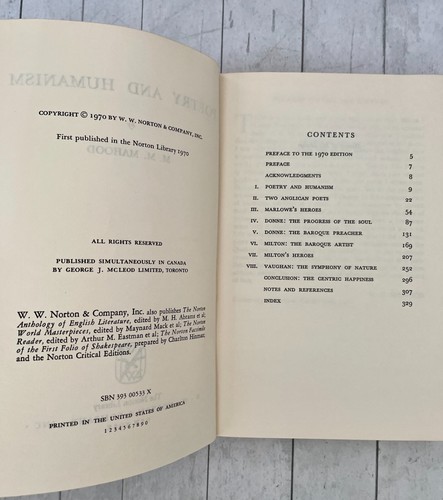 COPYRIGHT © 1970 BY W. W. NORTON & COMPANY, INC.
First published in the Norton Library 1970
ALL RIGHTS RESERVED
PUBLISHED SIMULTANEOUSLY IN CANADA
BY GEORGE J. MCLEOD LIMITED, TORONTO
W. W. Norton & Company, Inc. also publishes The Norton
Anthology of English Literature, edited by M. H. Abrams et al;
World Masterpieces, edited by Maynard Mack et al; The Norton
Reader, edited by Arthur M. Eastman et al; The Norton Facsimile
of the First Folio of Shakespeare, prepared by Charlton Hinman;
and the Norton Critical Editions.
SBN 393 00533 X
PRINTED IN THE UNITED STATES OF AMERICA
1 2 3 4 5 6 7 8 9 0
CONTENTS
PREFACE TO THE 1970 EDITION 5
PREFACE 7
ACKNOWLEDGMENTS 8
I. POETRY AND HUMANISM 9
II. TWO ANGLICAN POETS 22
III. MARLOWE'S HEROES 54
IV. DONNE: THE PROGRESS OF THE SOUL 87
V. DONNE: THE BAROQUE PREACHER 131
VI. MILTON: THE BAROQUE ARTIST 169
VII. MILTON'S HEROES 207
VIII. VAUGHAN: THE SYMPHONY OF NATURE 252
CONCLUSION: THE CENTRIC HAPPINESS 296
NOTES AND REFERENCES 307
INDEX 329